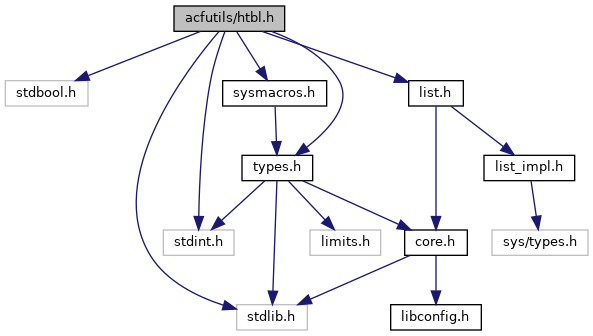 acfutils/htbl.h
stdbool.h
sysmacros.h
list.h
types.h
list_impl.h
stdint.h
limits.h
core.h
sys/types.h
stdlib.h
libconfig.h